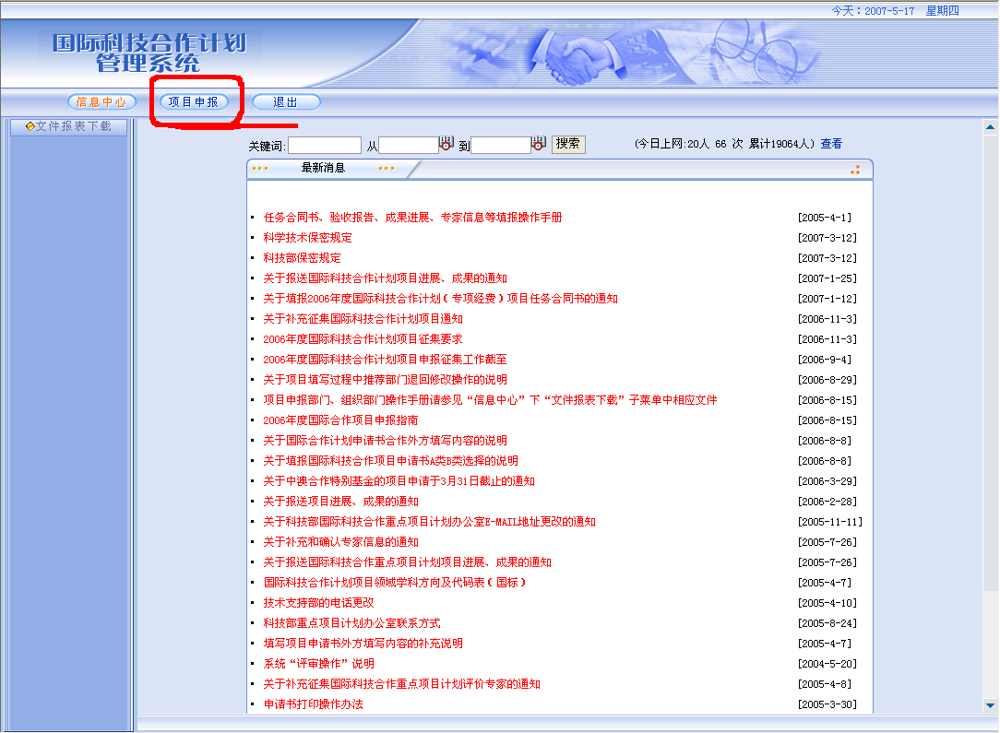 今天：2007-5-17 星期四
国际科技合作计划
管理系统
信息中心 项目申报 退出
文件报表下载
关键词: 从 到 搜索 (今日上网:20人 66 次 累计19064人) 查看
最新消息
任务合同书、验收报告、成果进展、专家信息等填报操作手册 [2005-4-1]
科学技术保密规定 [2007-3-12]
科技部保密规定 [2007-3-12]
关于报送国际科技合作计划项目进展、成果的通知 [2007-1-25]
关于填报2006年度国际科技合作计划（专项经费）项目任务合同书的通知 [2007-1-12]
关于补充征集国际科技合作计划项目通知 [2006-11-3]
2006年度国际科技合作计划项目征集要求 [2006-11-3]
2006年度国际科技合作计划项目申报征集工作截至 [2006-9-4]
关于项目填写过程中推荐部门退回修改操作的说明 [2006-8-29]
项目申报部门、组织部门操作手册请参见“信息中心”下“文件报表下载”子菜单中相应文件 [2006-8-15]
2006年度国际合作项目申报指南 [2006-8-15]
关于国际合作计划申请书合作外方填写内容的说明 [2006-8-8]
关于填报国际科技合作项目申请书A类B类选择的说明 [2006-8-8]
关于中澳合作特别基金的项目申请于3月31日截止的通知 [2006-3-29]
关于报送项目进展、成果的通知 [2006-2-28]
关于科技部国际科技合作重点项目计划办公室E-MAIL地址更改的通知 [2005-11-11]
关于补充和确认专家信息的通知 [2005-7-26]
关于报送国际科技合作重点项目计划项目进展、成果的通知 [2005-7-26]
国际科技合作计划项目领域学科方向及代码表（国标） [2005-4-7]
技术支持部的电话更改 [2005-4-10]
科技部重点项目计划办公室联系方式 [2005-8-24]
填写项目申请书外方填写内容的补充说明 [2005-4-7]
系统“评审操作”说明 [2004-5-20]
关于补充征集国际科技合作重点项目计划评价专家的通知 [2005-4-8]
申请书打印操作办法 [2005-3-30]